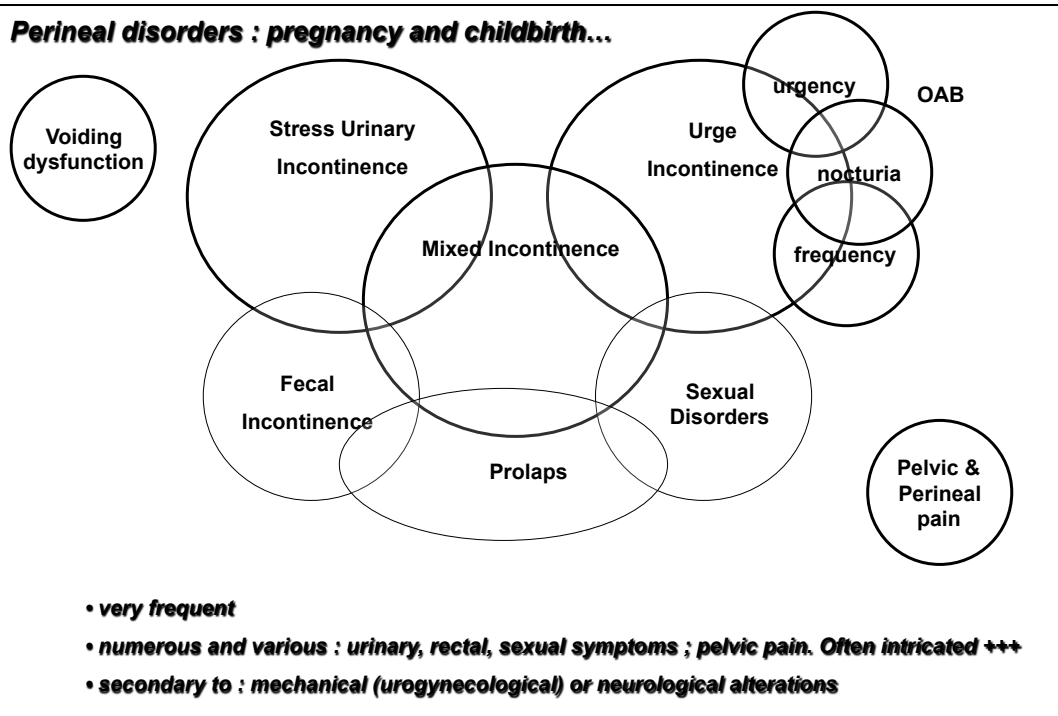 Perineal disorders : pregnancy and childbirth…
urgency
OAB
Voiding
dysfunction
Stress Urinary
Incontinence
Urge
Incontinence
nocturia
Mixed Incontinence
frequency
Fecal
Incontinence
Sexual
Disorders
Prolaps
Pelvic &
Perineal
pain
• very frequent
• numerous and various : urinary, rectal, sexual symptoms ; pelvic pain. Often intricated +++
• secondary to : mechanical (urogynecological) or neurological alterations